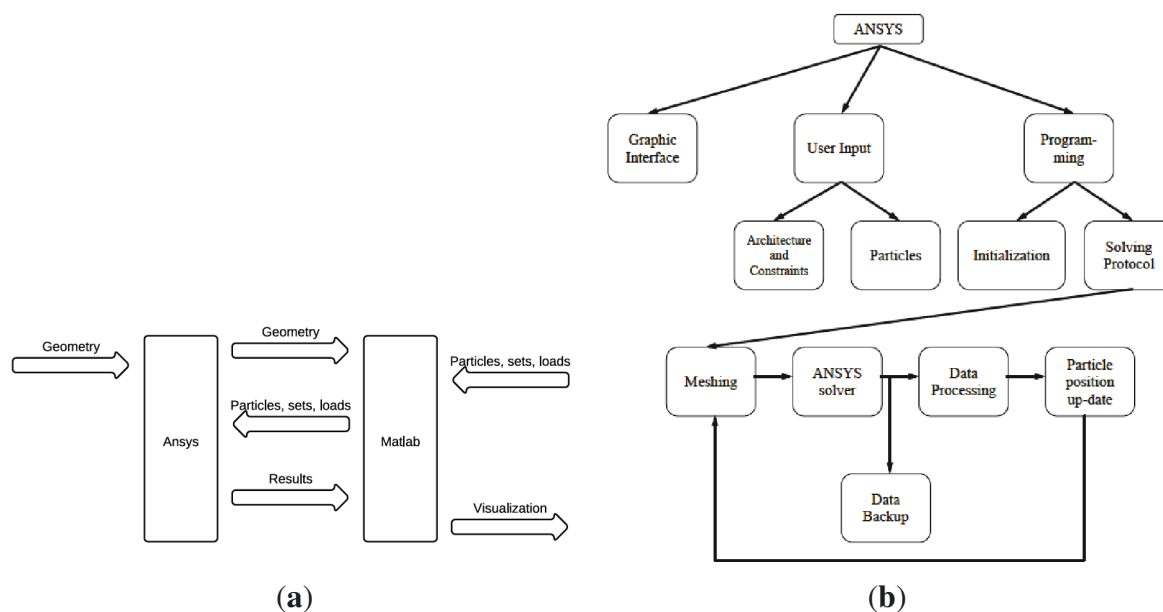 Geometry
Geometry
Particles, sets, loads
Particles, sets, loads
Ansys
Matlab
Results
Visualization
(a)
ANSYS
Graphic
Interface
User Input
Program-
ming
Architecture
and
Constraints
Particles
Initialization
Solving
Protocol
Meshing
ANSYS
solver
Data
Processing
Particle
position
up-date
Data
Backup
(b)